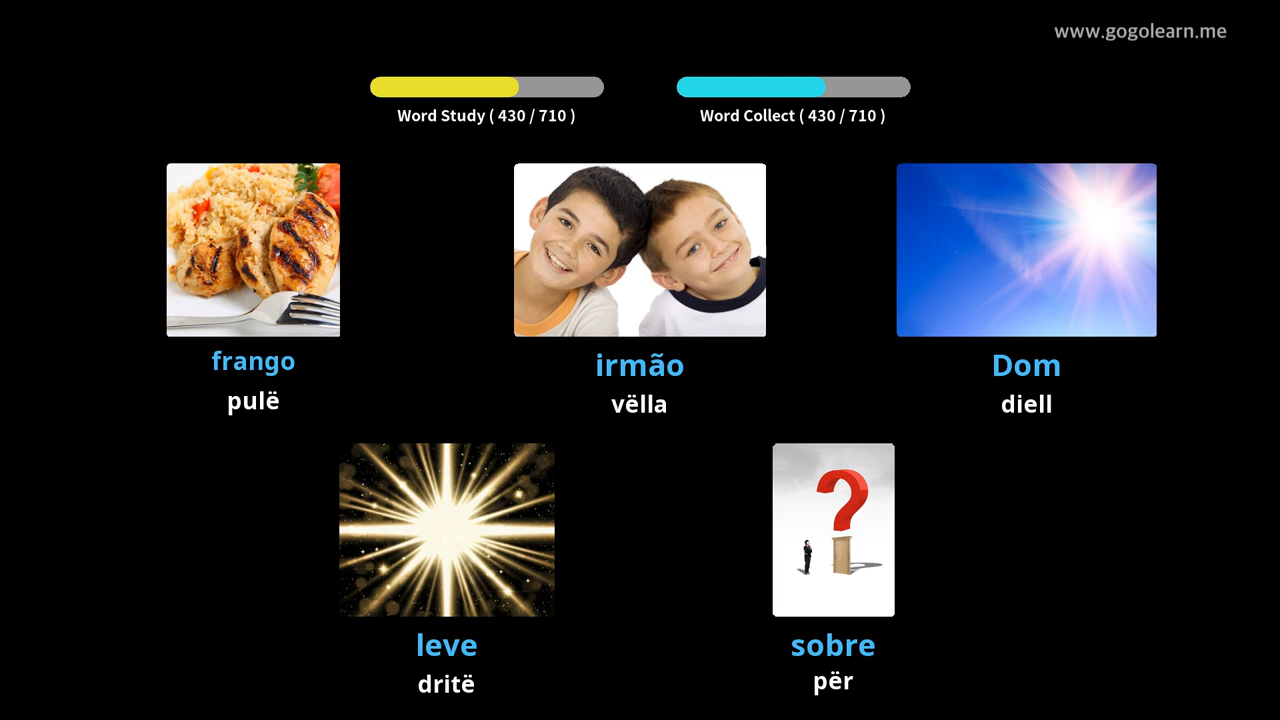 www.gogolearn.me
Word Study ( 430 / 710 )
Word Collect ( 430 / 710 )
frango
pulë
irmão
vëlla
Dom
diell
leve
dritë
sobre
për